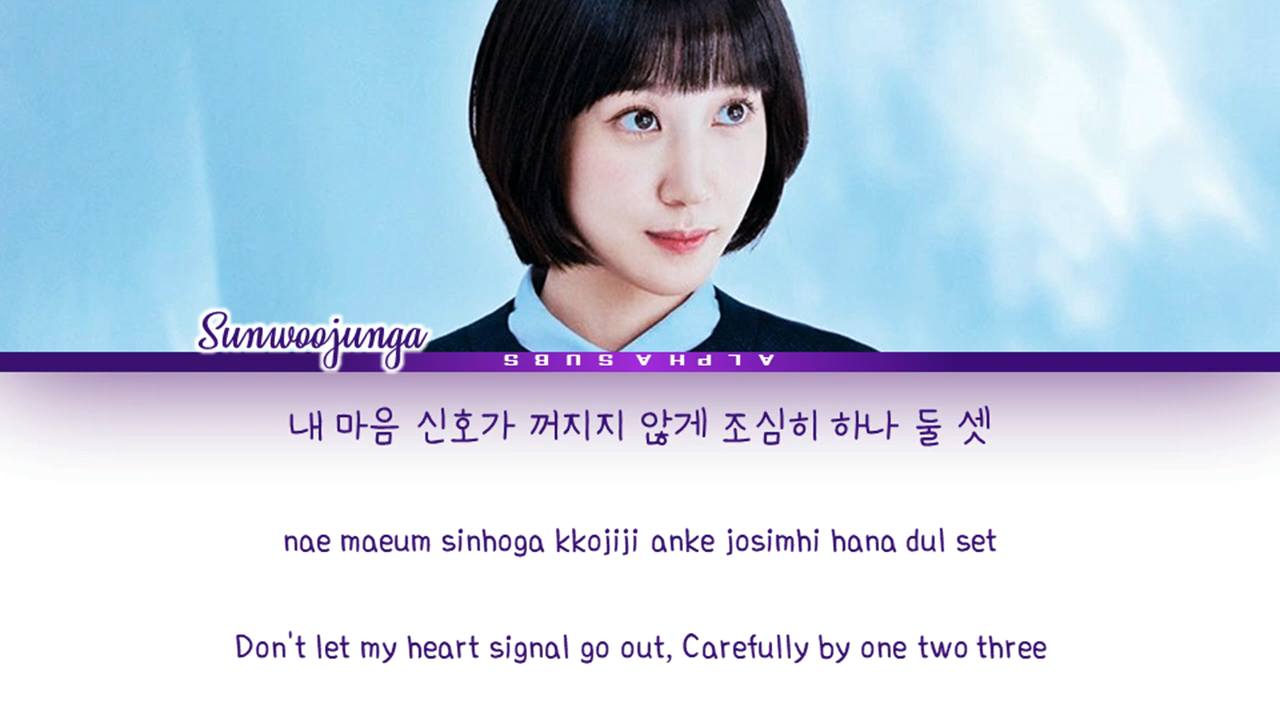 Sunwoojunga
ALPHASUBS
내 마음 신호가 꺼지지 않게 조심히 하나 둘 셋
nae maeum sinhoga kkojiji anke josimhi hana dul set
Don't let my heart signal go out, Carefully by one two three